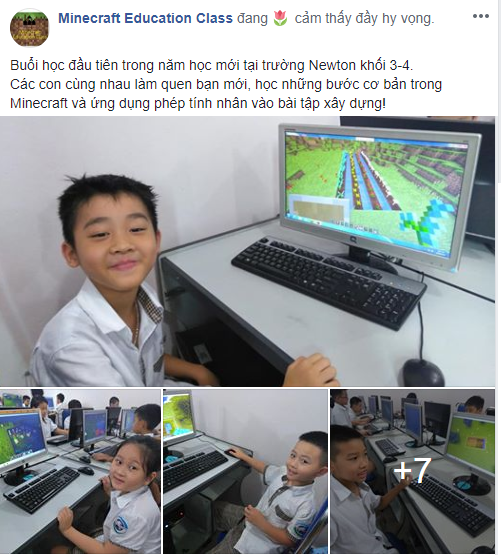 Minecraft Education Class đang 🌷 cảm thấy đầy hy vọng.
Buổi học đầu tiên trong năm học mới tại trường Newton khối 3-4.
Các con cùng nhau làm quen bạn mới, học những bước cơ bản trong
Minecraft và ứng dụng phép tính nhân vào bài tập xây dựng!
+7